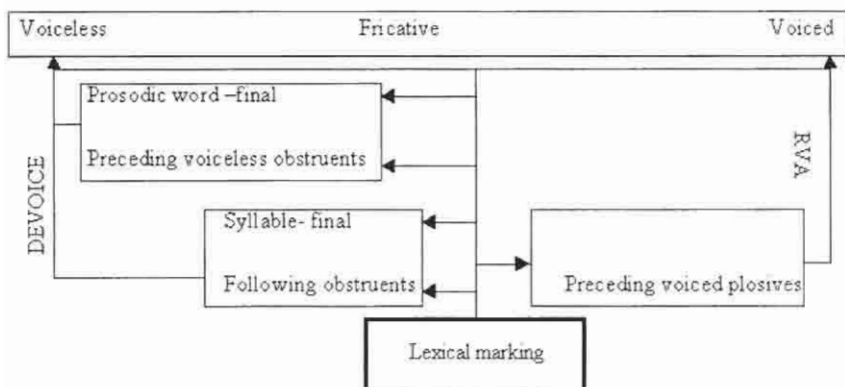 Voiceless Fricative Voiced
Prosodic word –final
Preceding voiceless obstruents
DEVOICE
RVA
Syllable- final
Following obstruents
Preceding voiced plosives
Lexical marking